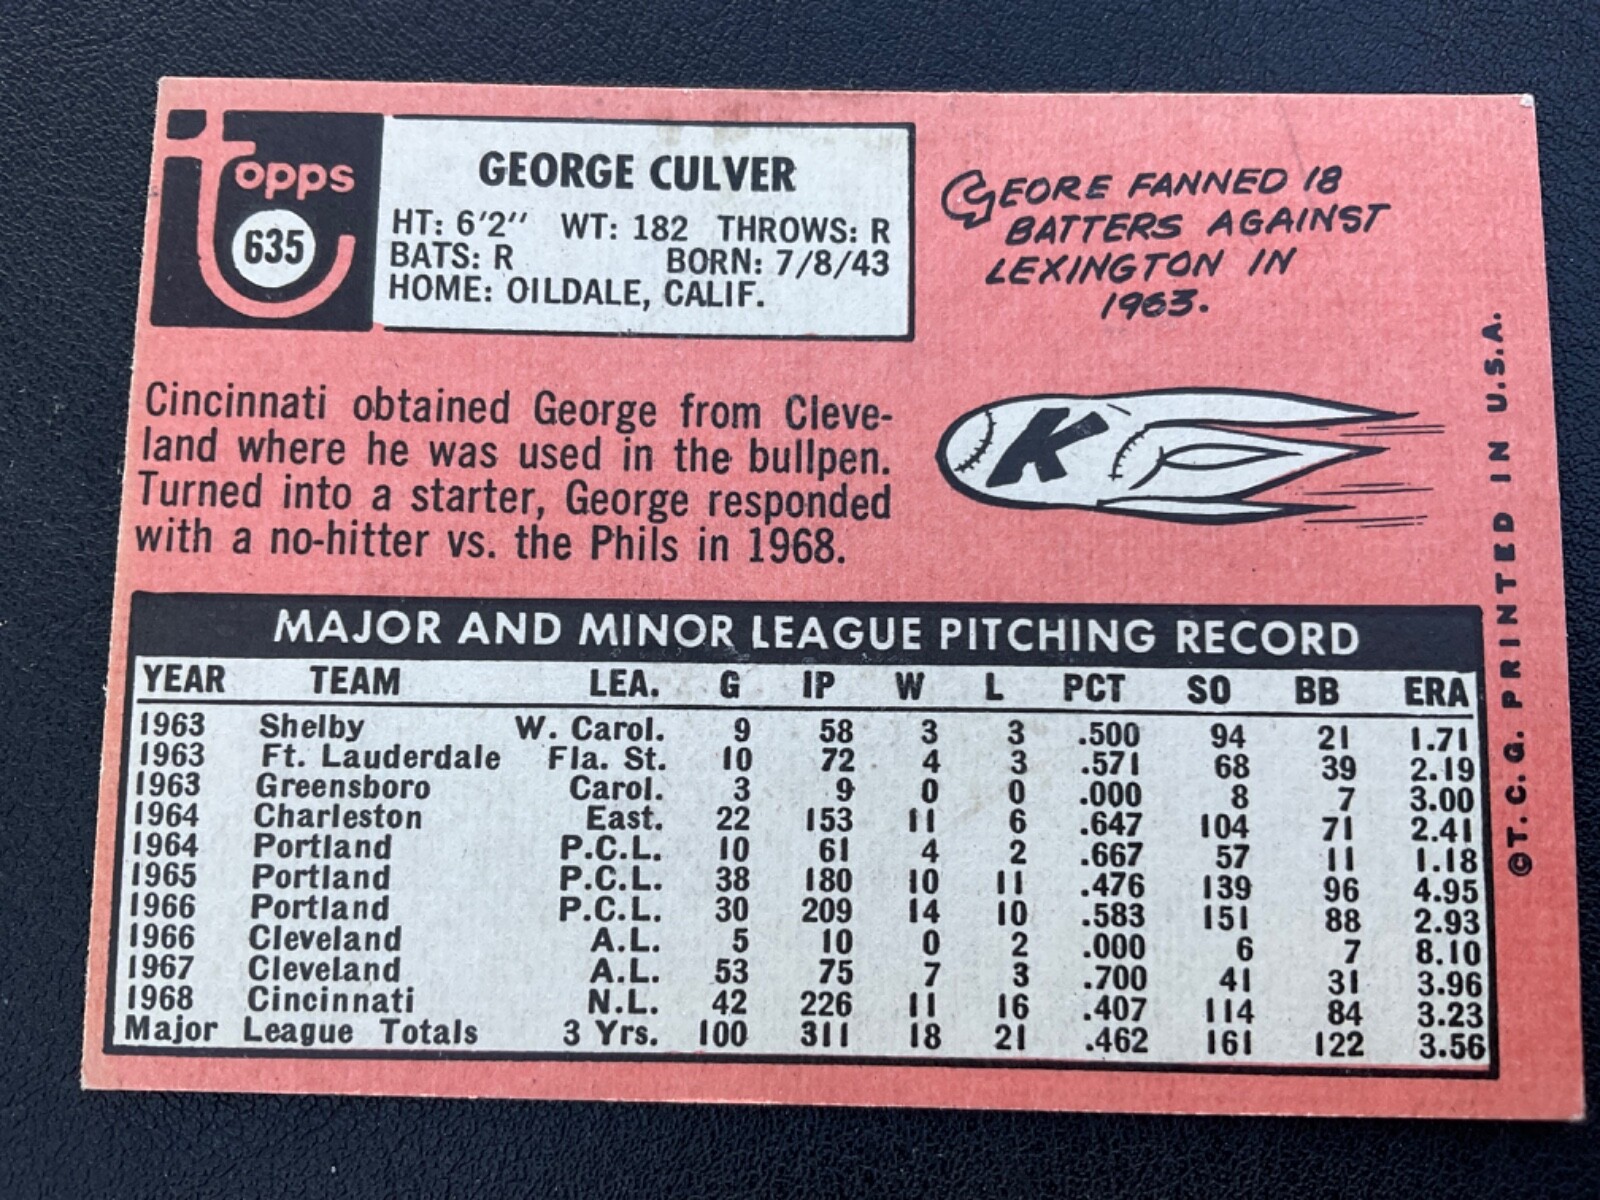 Topps
635
GEORGE CULVER
HT: 6'2" WT: 182 THROWS: R
BATS: R BORN: 7/8/43
HOME: OILDALE, CALIF.
GEORE FANNED 18
BATTERS AGAINST
LEXINGTON IN
1963.
K
Cincinnati obtained George from Cleve-
land where he was used in the bullpen.
Turned into a starter, George responded
with a no-hitter vs. the Phils in 1968.
MAJOR AND MINOR LEAGUE PITCHING RECORD
YEAR TEAM LEA. G IP W L PCT SO BB ERA
1963 Shelby W. Carol. 9 58 3 3 .500 94 21 1.71
1963 Ft. Lauderdale Fla. St. 10 72 4 3 .571 68 39 2.19
1963 Greensboro Carol. 3 9 0 0 .000 8 7 3.00
1964 Charleston East. 22 153 11 6 .647 104 71 2.41
1964 Portland P.C.L. 10 61 4 2 .667 57 11 1.18
1965 Portland P.C.L. 38 180 10 11 .476 139 96 4.95
1966 Portland P.C.L. 30 209 14 10 .583 151 88 2.93
1966 Cleveland A.L. 5 10 0 2 .000 6 7 8.10
1967 Cleveland A.L. 53 75 7 3 .700 41 31 3.96
1968 Cincinnati N.L. 42 226 11 16 .407 114 84 3.23
Major League Totals 3 Yrs. 100 311 18 21 .462 161 122 3.56
©T.C.G. PRINTED IN U.S.A.